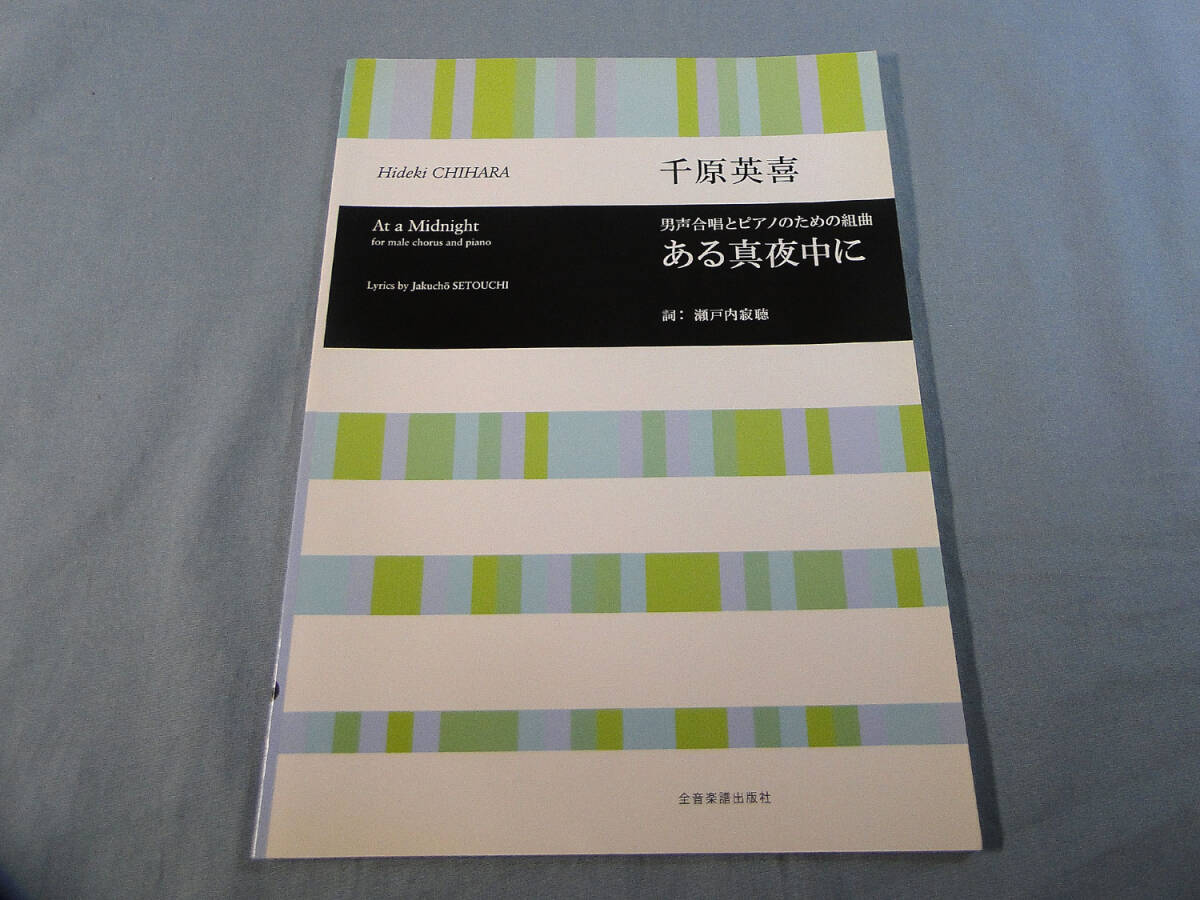 Hideki CHIHARA
千原英喜
At a Midnight
for male chorus and piano
Lyrics by Jakuchō SETOUCHI
男声合唱とピアノのための組曲
ある真夜中に
詞：瀬戸内寂聴
全音楽譜出版社